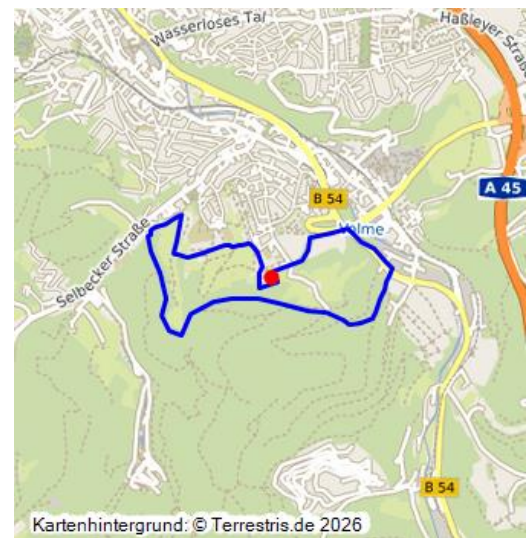 Wasserloses Tal
Haßleyer Straße
A 45
B 54
Volme
Selbecker Straße
B 54
Kartenhintergrund: © Terrestris.de 2026